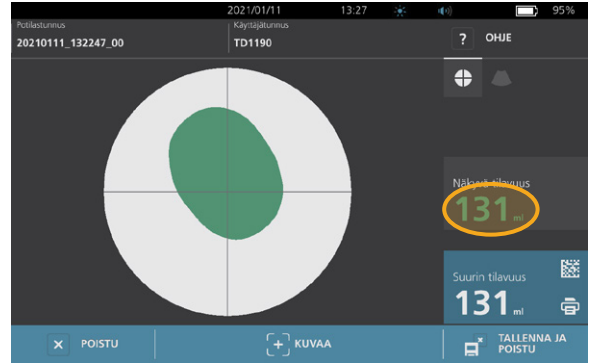 2021/01/11 13:27 95%
Potilastunnus
20210111_132247_00
Käyttäjätunnus
TD1190
? OHJE
Näkyvä tilavuus
131 ml
Suurin tilavuus
131 ml
× POISTU
KUVAA
TALLENNA JA
POISTU